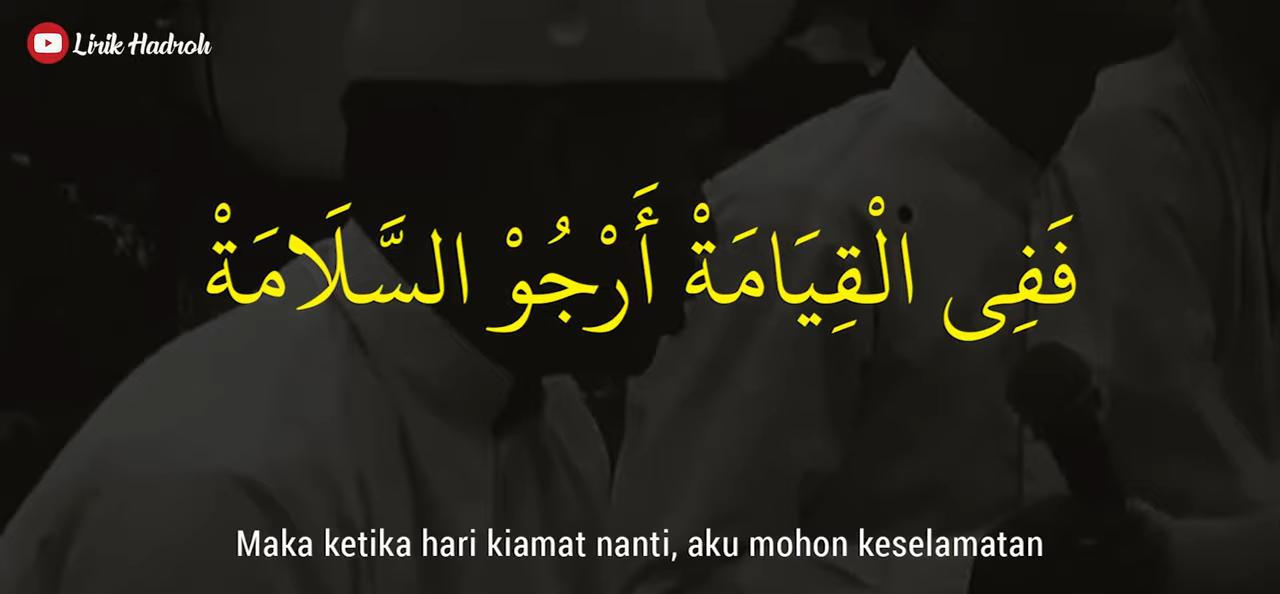 Lirik Hadroh
فَفِى الْقِيَامَةْ أَرْجُوْ السَّلَامَةْ
Maka ketika hari kiamat nanti, aku mohon keselamatan